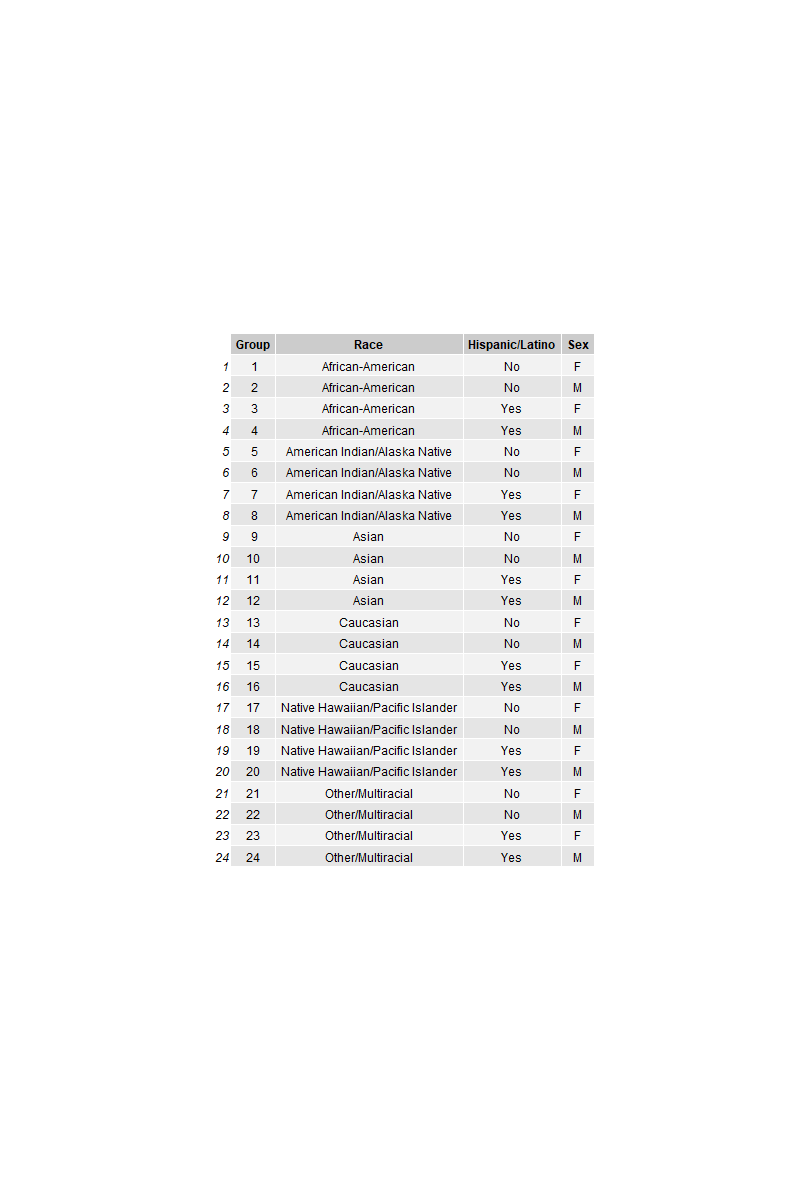 Group Race Hispanic/Latino Sex
1 1 African-American No F
2 2 African-American No M
3 3 African-American Yes F
4 4 African-American Yes M
5 5 American Indian/Alaska Native No F
6 6 American Indian/Alaska Native No M
7 7 American Indian/Alaska Native Yes F
8 8 American Indian/Alaska Native Yes M
9 9 Asian No F
10 10 Asian No M
11 11 Asian Yes F
12 12 Asian Yes M
13 13 Caucasian No F
14 14 Caucasian No M
15 15 Caucasian Yes F
16 16 Caucasian Yes M
17 17 Native Hawaiian/Pacific Islander No F
18 18 Native Hawaiian/Pacific Islander No M
19 19 Native Hawaiian/Pacific Islander Yes F
20 20 Native Hawaiian/Pacific Islander Yes M
21 21 Other/Multiracial No F
22 22 Other/Multiracial No M
23 23 Other/Multiracial Yes F
24 24 Other/Multiracial Yes M